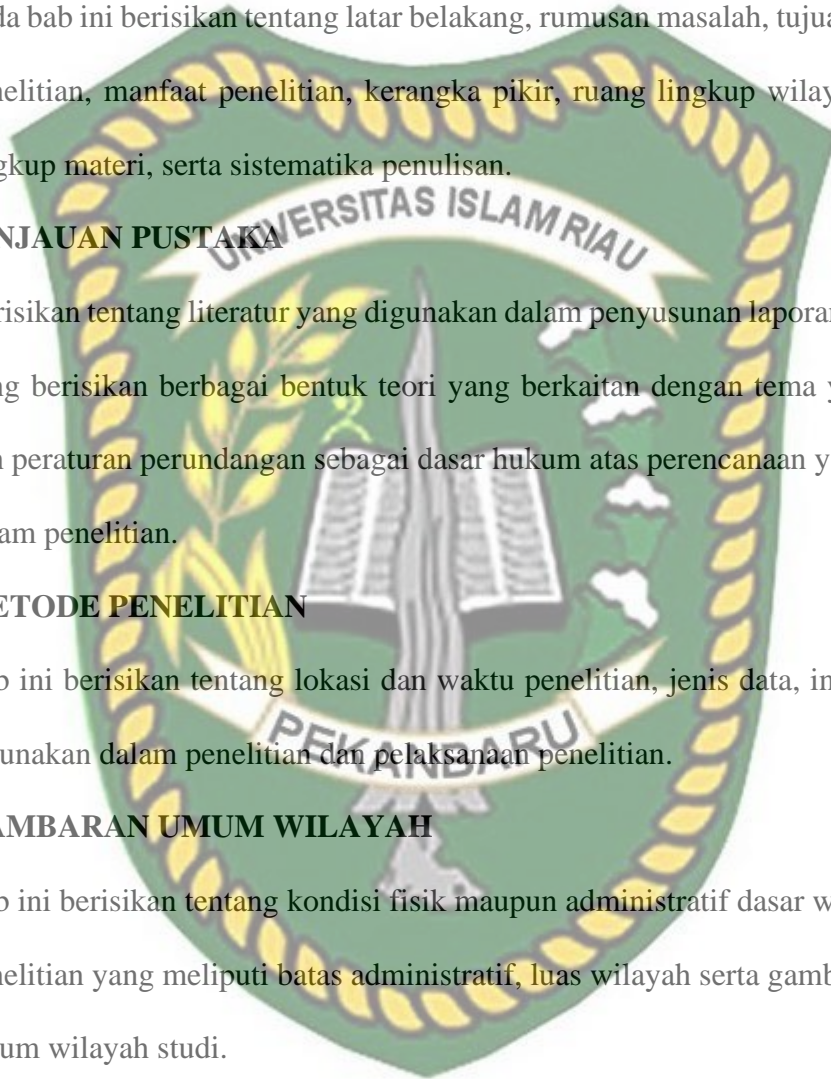 da bab ini berisikan tentang latar belakang, rumusan masalah, tujua
nelitian, manfaat penelitian, kerangka pikir, ruang lingkup wilay
gkup materi, serta sistematika penulisan.
UNIVERSITAS ISLAM RIAU
NJAUAN PUSTAKA
risikan tentang literatur yang digunakan dalam penyusunan laporan
ng berisikan berbagai bentuk teori yang berkaitan dengan tema y
n peraturan perundangan sebagai dasar hukum atas perencanaan y
lam penelitian.
ETODE PENELITIAN
b ini berisikan tentang lokasi dan waktu penelitian, jenis data, in
gunakan dalam penelitian dan pelaksanaan penelitian.
PEKANBARU
AMBARAN UMUM WILAYAH
b ini berisikan tentang kondisi fisik maupun administratif dasar w
nelitian yang meliputi batas administratif, luas wilayah serta gamb
um wilayah studi.